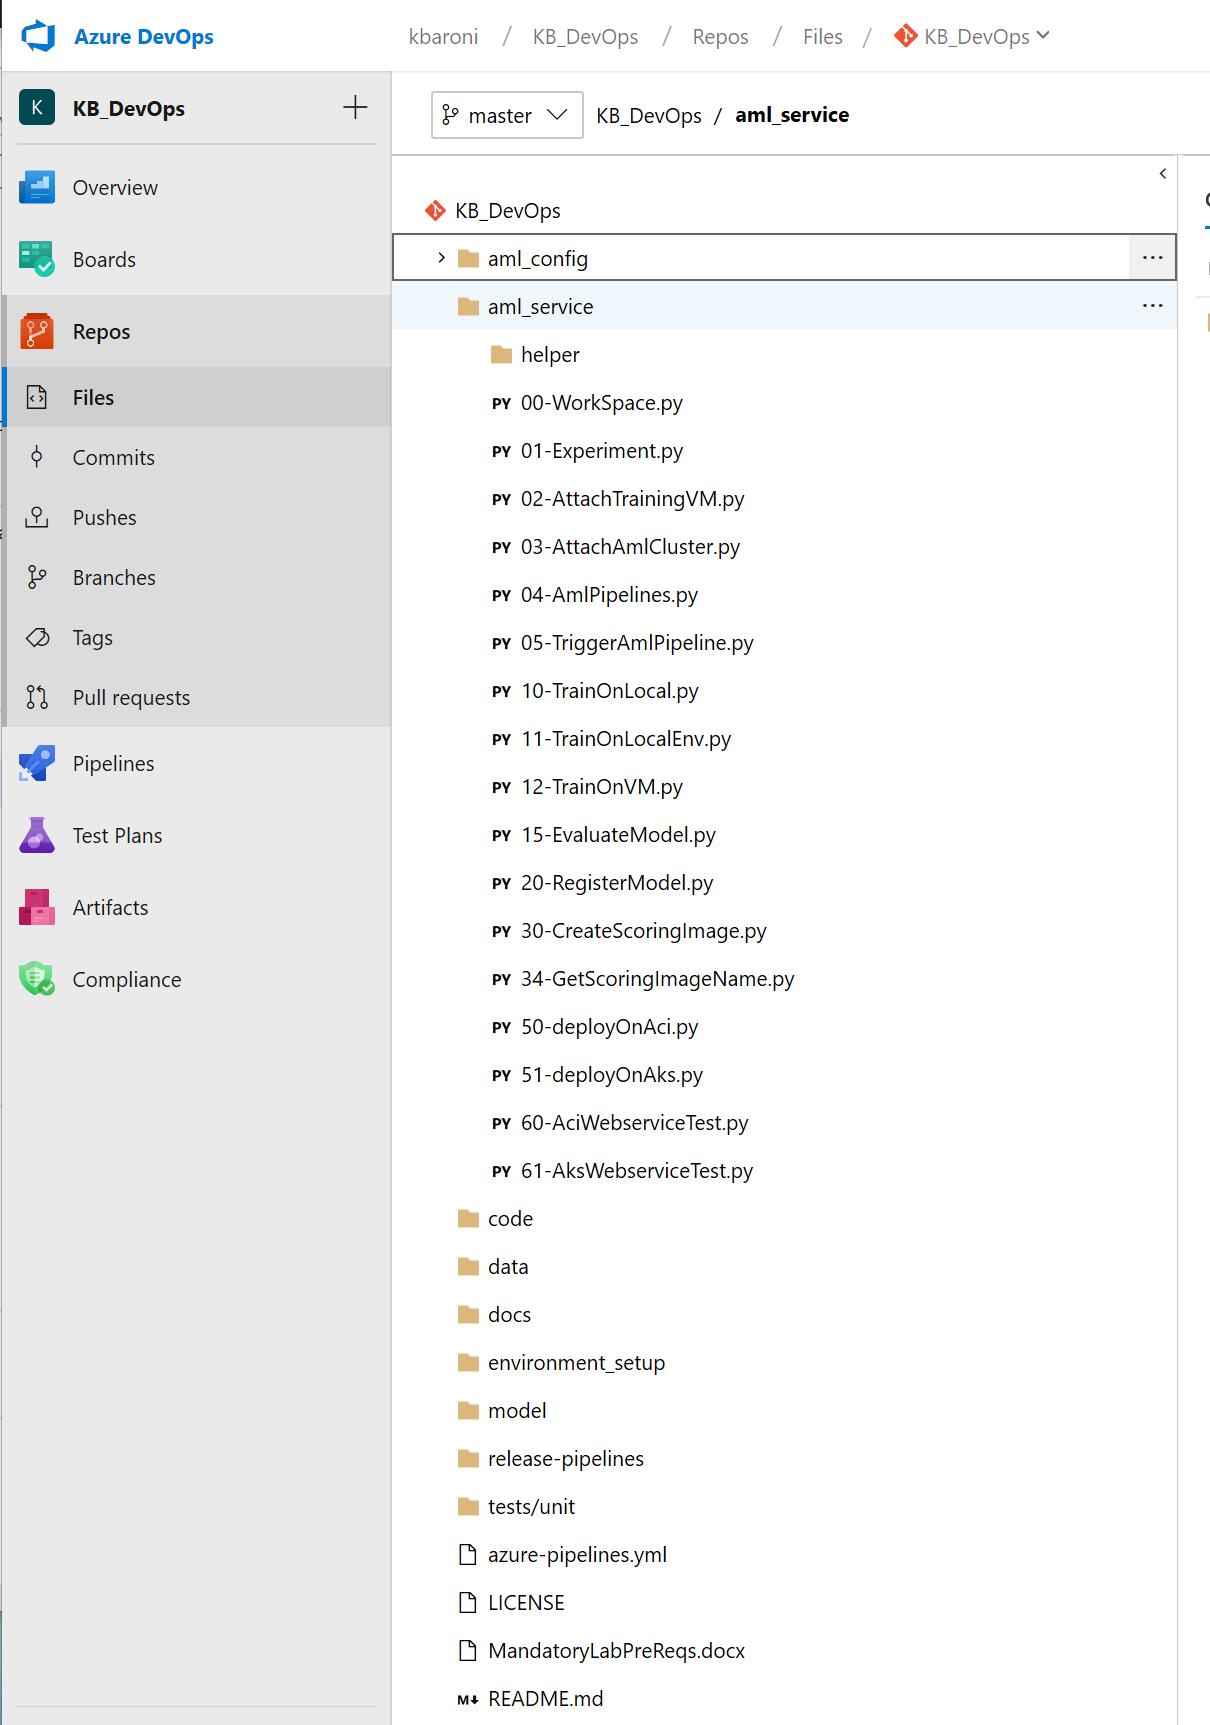 Azure DevOps
kbaroni / KB_DevOps / Repos / Files / KB_DevOps
K KB_DevOps
master KB_DevOps / aml_service
Overview
Boards
Repos
Files
Commits
Pushes
Branches
Tags
Pull requests
Pipelines
Test Plans
Artifacts
Compliance
KB_DevOps
aml_config
aml_service
helper
PY 00-WorkSpace.py
PY 01-Experiment.py
PY 02-AttachTrainingVM.py
PY 03-AttachAmlCluster.py
PY 04-AmlPipelines.py
PY 05-TriggerAmlPipeline.py
PY 10-TrainOnLocal.py
PY 11-TrainOnLocalEnv.py
PY 12-TrainOnVM.py
PY 15-EvaluateModel.py
PY 20-RegisterModel.py
PY 30-CreateScoringImage.py
PY 34-GetScoringImageName.py
PY 50-deployOnAci.py
PY 51-deployOnAks.py
PY 60-AciWebserviceTest.py
PY 61-AksWebserviceTest.py
code
data
docs
environment_setup
model
release-pipelines
tests/unit
azure-pipelines.yml
LICENSE
MandatoryLabPreReqs.docx
M↓ README.md